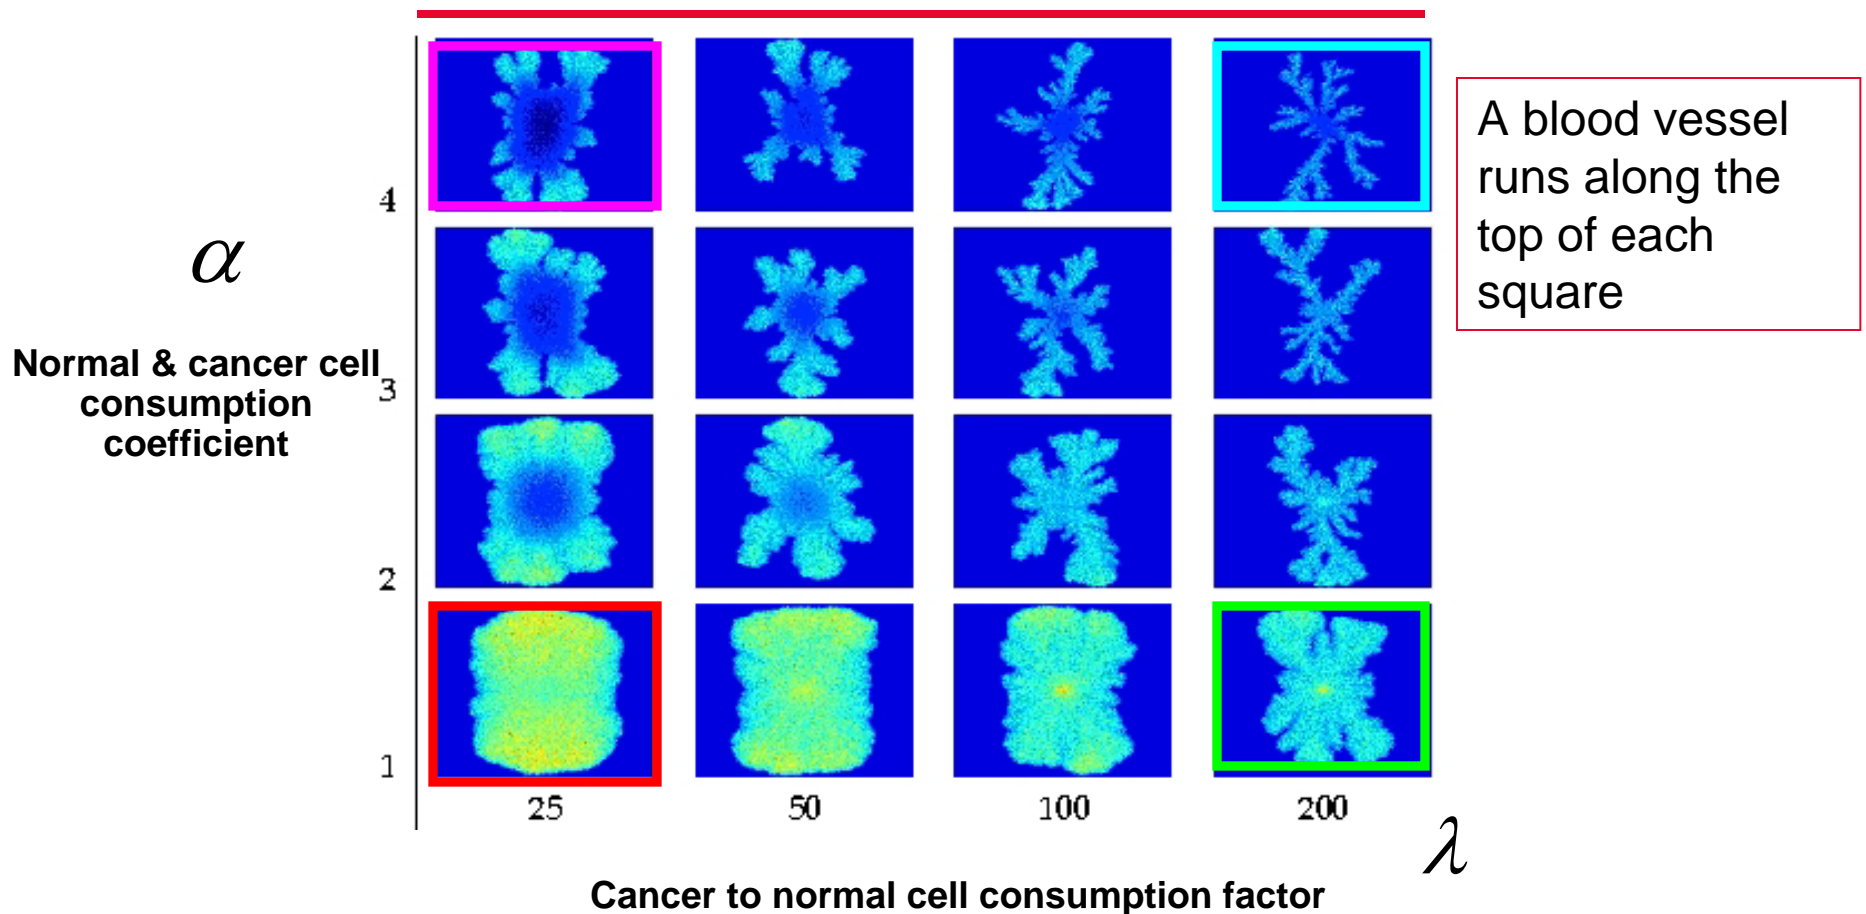 A blood vessel
runs along the
top of each
square
4
α
Normal & cancer cell
consumption
coefficient
3
2
1
25 50 100 200
λ
Cancer to normal cell consumption factor